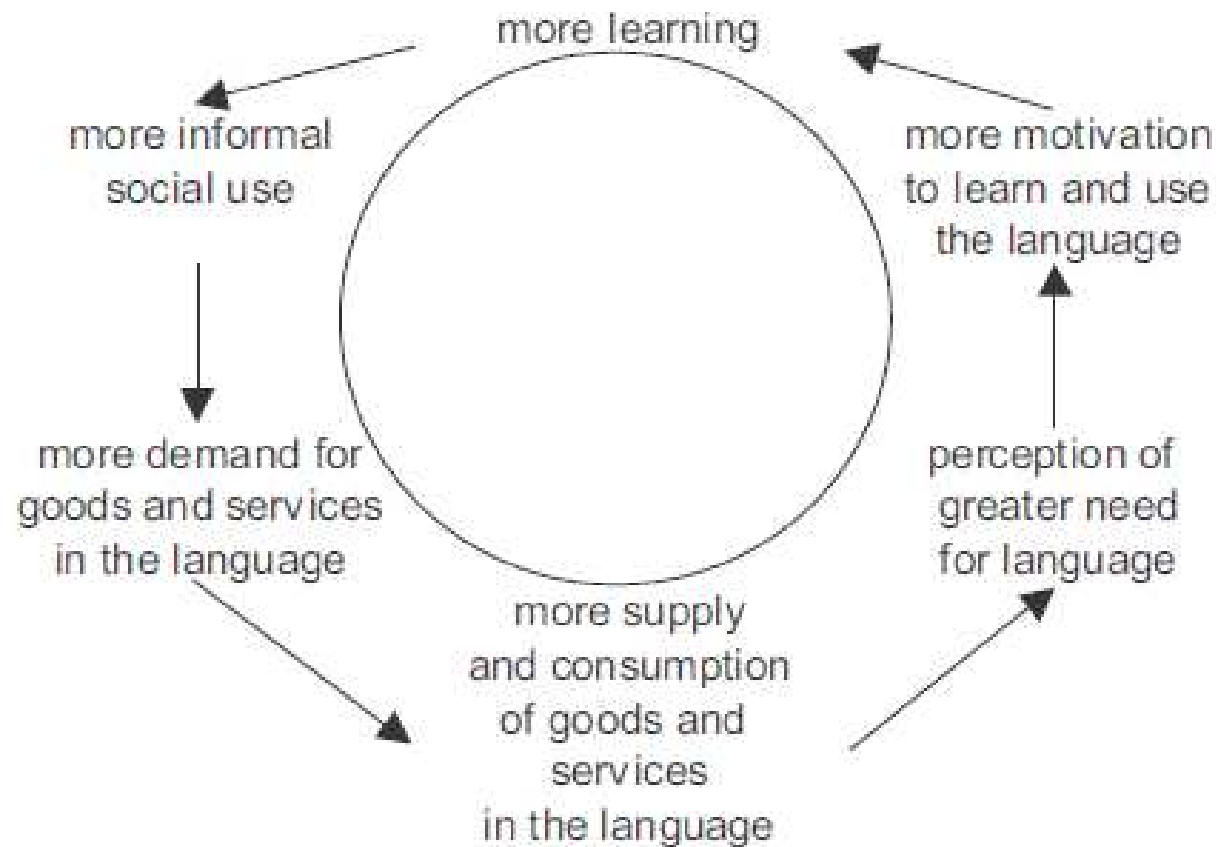 more learning
more informal
social use
more demand for
goods and services
in the language
more supply
and consumption
of goods and
services
in the language
perception of
greater need
for language
more motivation
to learn and use
the language